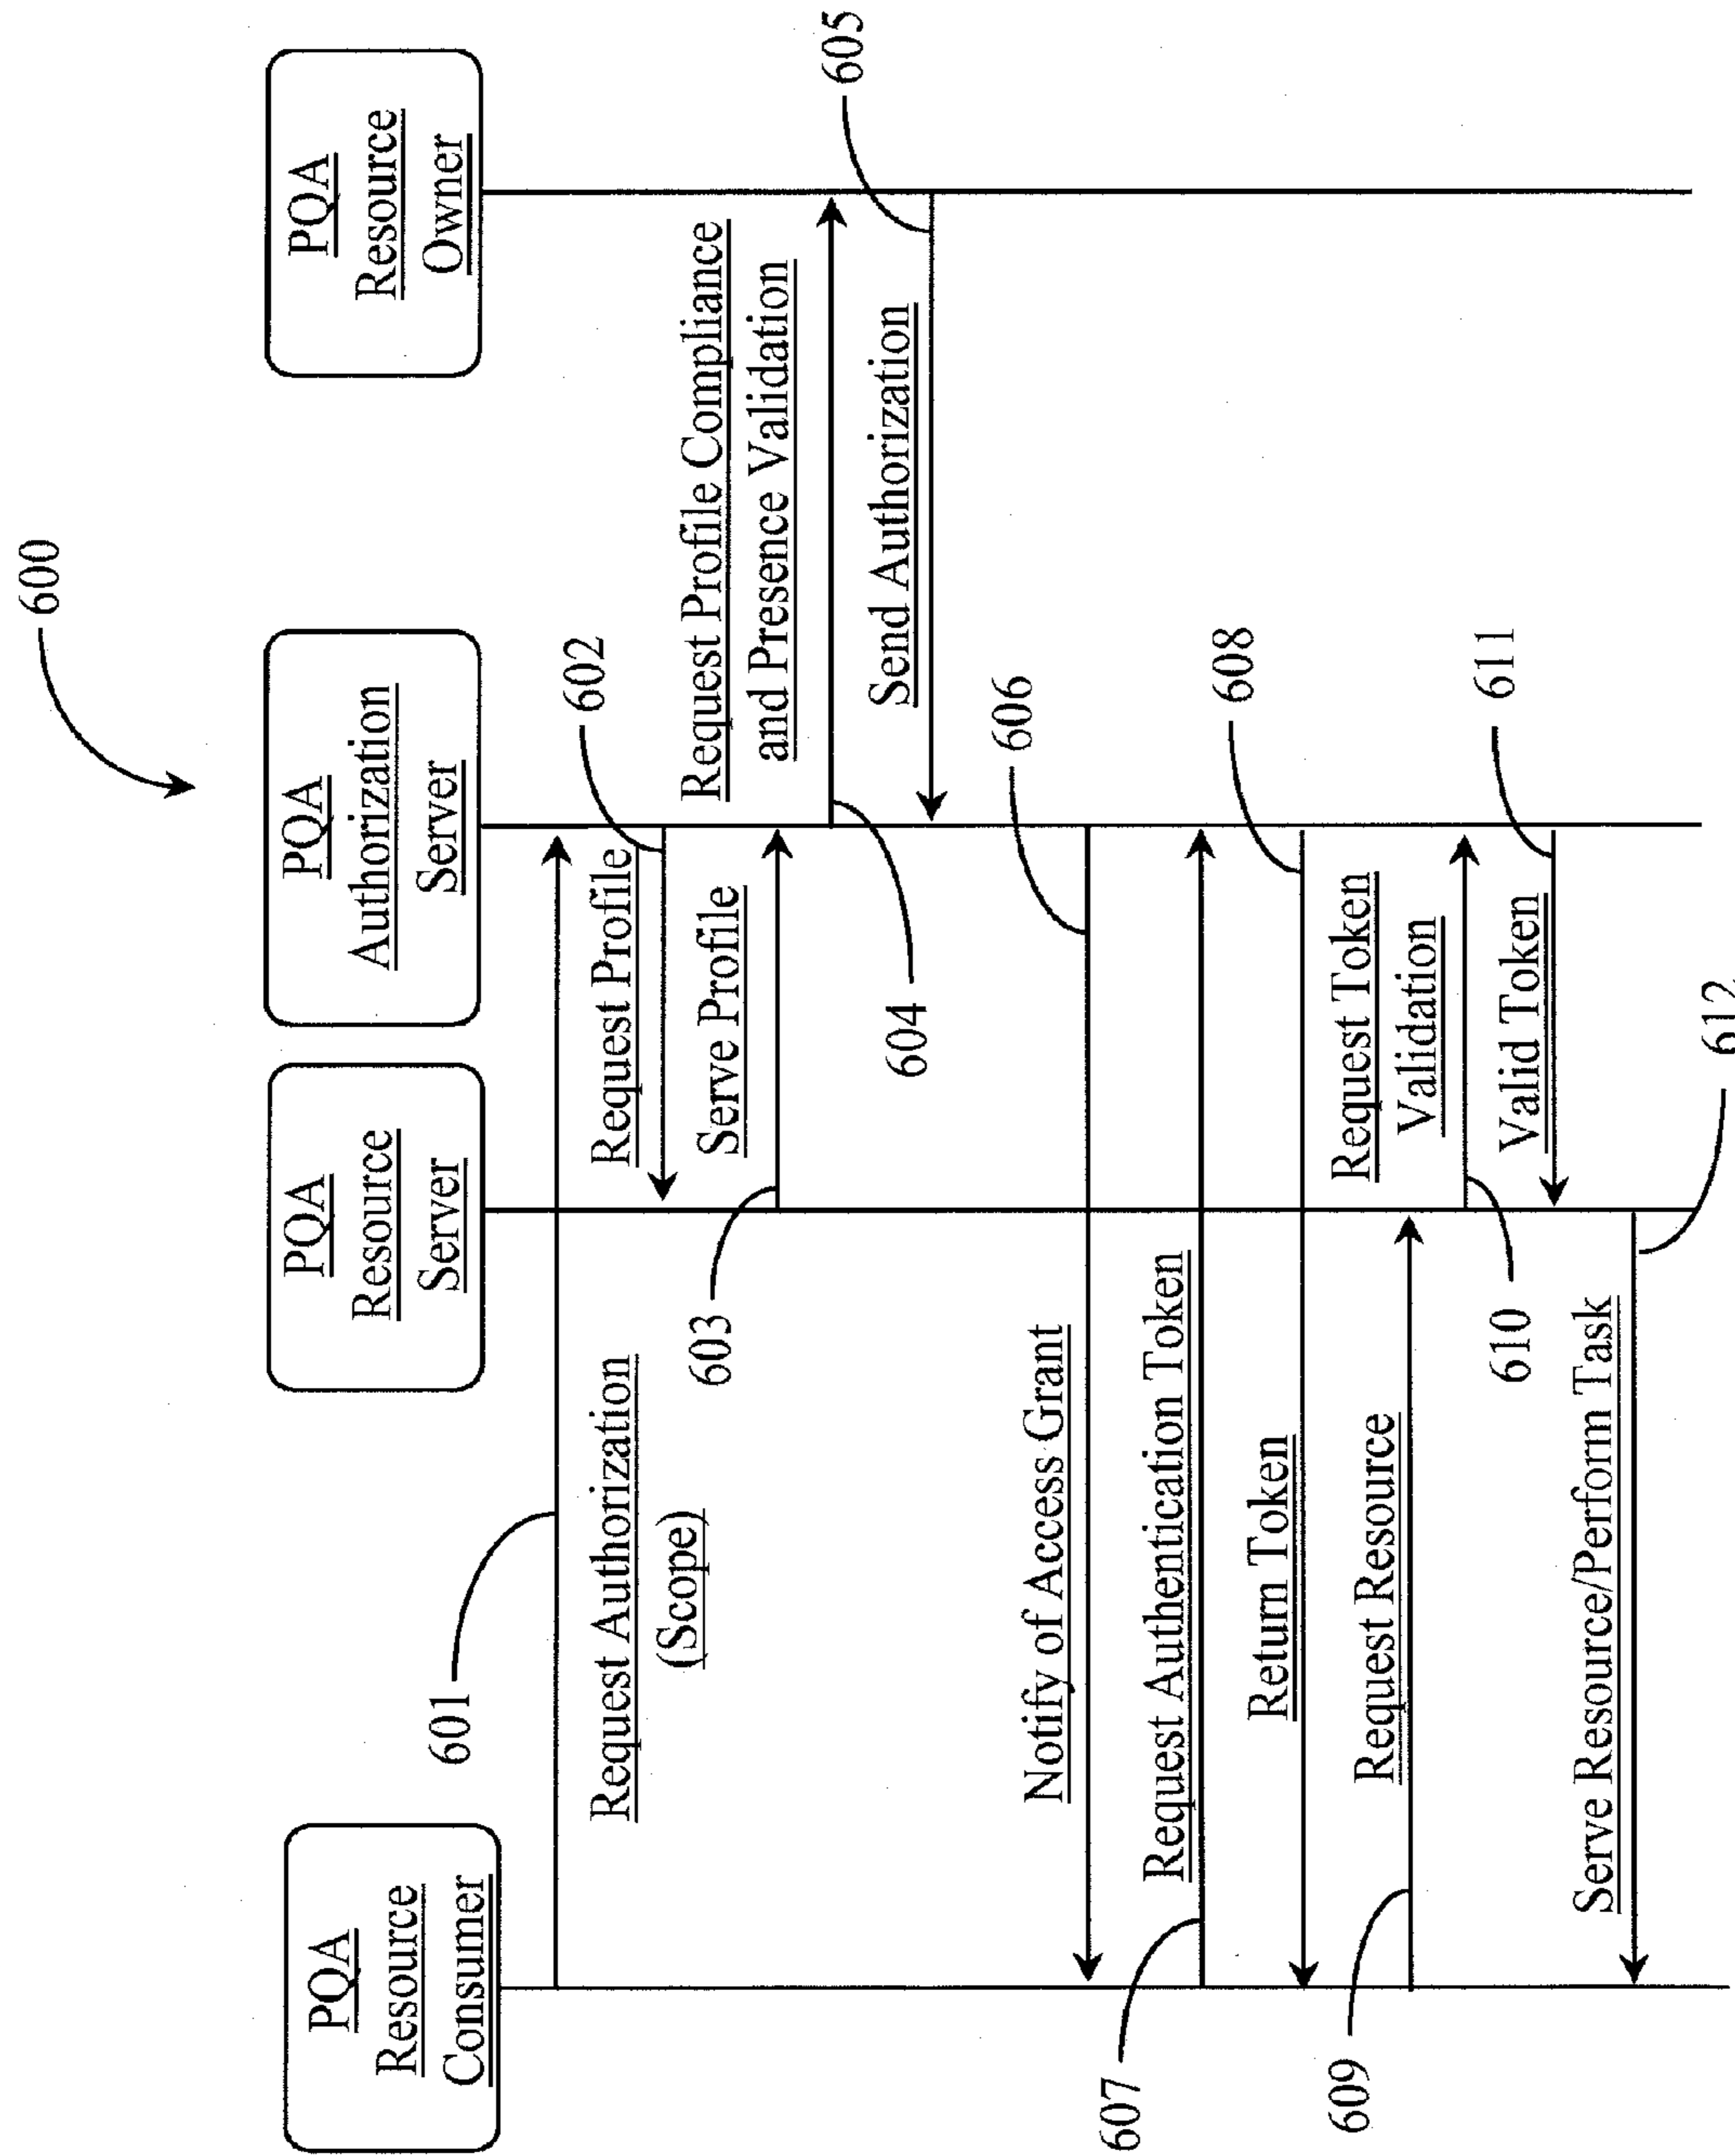 600
PQA
Resource
Consumer
PQA
Resource
Server
PQA
Authorization
Server
PQA
Resource
Owner
601
Request Authorization
(Scope)
602
Request Profile
Serve Profile
603
Request Profile Compliance
and Presence Validation
604
605
Send Authorization
606
Notify of Access Grant
607
Request Authentication Token
608
Return Token
609
Request Resource
Request Token
Validation
610
611
Valid Token
612
Serve Resource/Perform Task